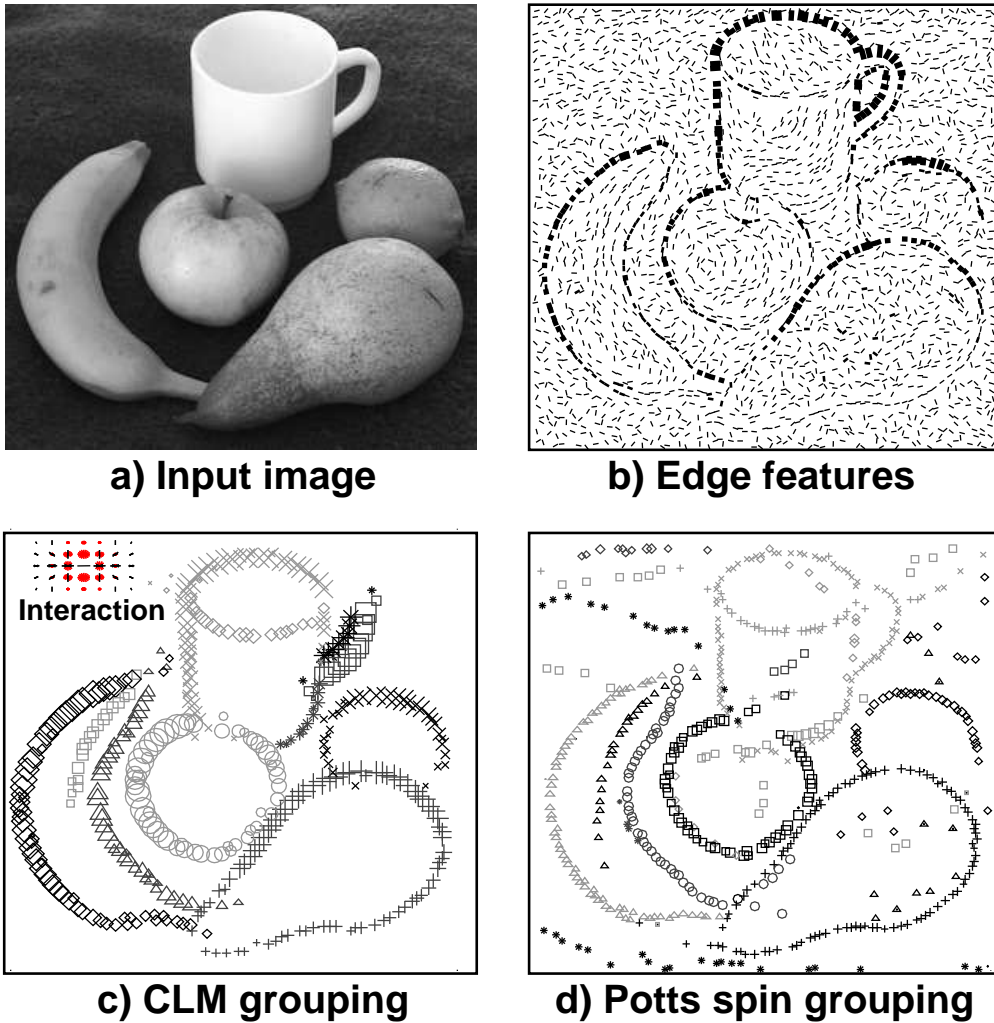 a) Input image
b) Edge features
Interaction
c) CLM grouping
d) Potts spin grouping